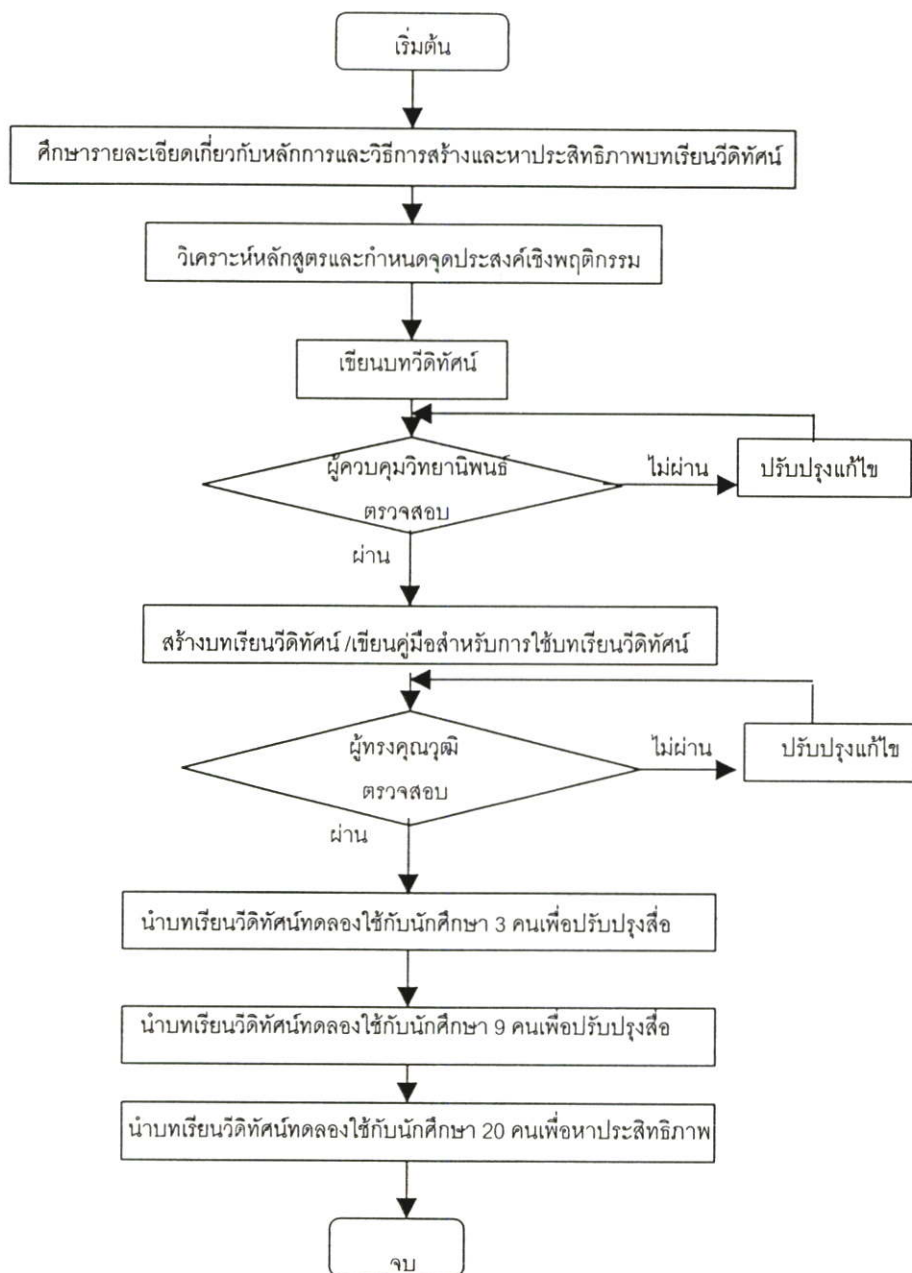 เริ่มต้น
ศึกษารายละเอียดเกี่ยวกับหลักการและวิธีการสร้างและหาประสิทธิภาพบทเรียนวีดิทัศน์
วิเคราะห์หลักสูตรและกำหนดจุดประสงค์เชิงพฤติกรรม
เขียนบทวีดิทัศน์
ผู้ควบคุมวิทยานิพนธ์
ตรวจสอบ
ไม่ผ่าน
ปรับปรุงแก้ไข
ผ่าน
สร้างบทเรียนวีดิทัศน์ /เขียนคู่มือสำหรับการใช้บทเรียนวีดิทัศน์
ผู้ทรงคุณวุฒิ
ตรวจสอบ
ไม่ผ่าน
ปรับปรุงแก้ไข
ผ่าน
นำบทเรียนวีดิทัศน์ทดลองใช้กับนักศึกษา 3 คนเพื่อปรับปรุงสื่อ
นำบทเรียนวีดิทัศน์ทดลองใช้กับนักศึกษา 9 คนเพื่อปรับปรุงสื่อ
นำบทเรียนวีดิทัศน์ทดลองใช้กับนักศึกษา 20 คนเพื่อหาประสิทธิภาพ
จบ